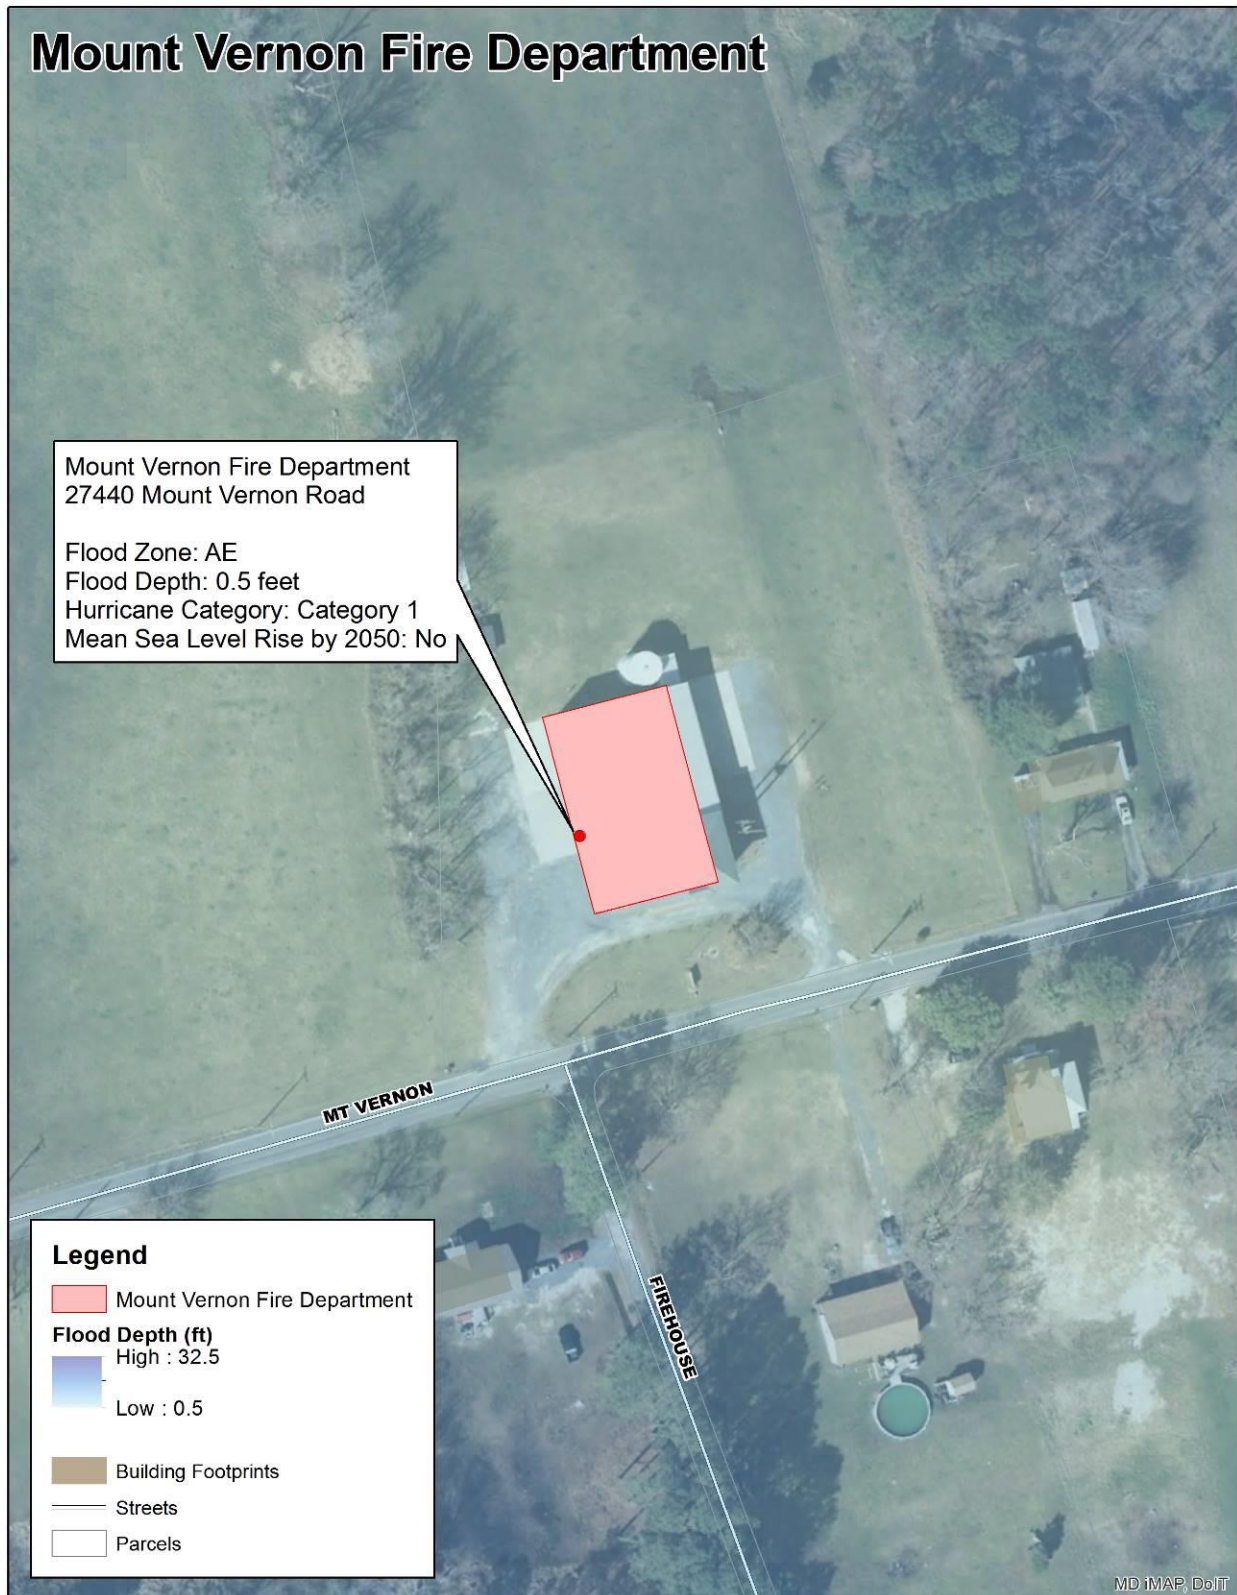 Mount Vernon Fire Department
Mount Vernon Fire Department
27440 Mount Vernon Road
Flood Zone: AE
Flood Depth: 0.5 feet
Hurricane Category: Category 1
Mean Sea Level Rise by 2050: No
MT VERNON
FIREHOUSE
Legend
Mount Vernon Fire Department
Flood Depth (ft)
High : 32.5
Low : 0.5
Building Footprints
Streets
Parcels
MD iMAP, DoIT